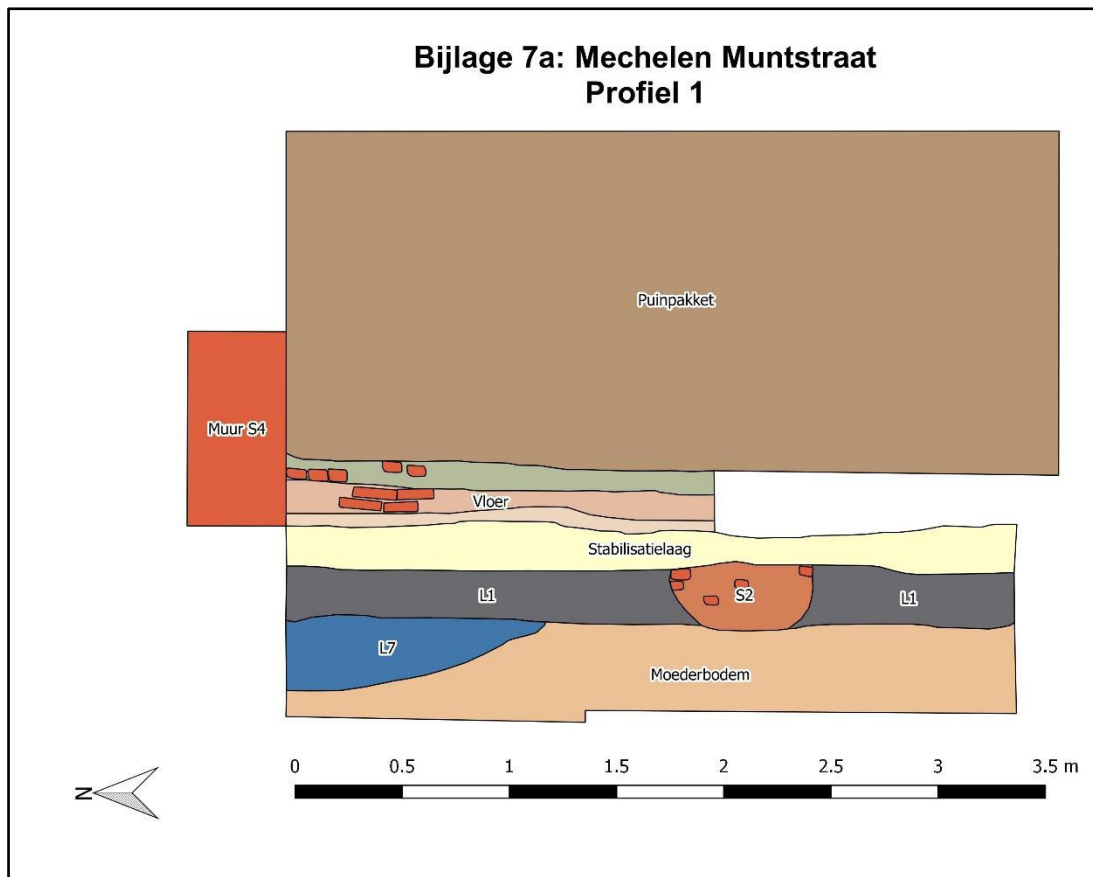 Bijlage 7a: Mechelen Muntstraat
Profiel 1
Puinpakket
Muur S4
Vloer
Stabilisatielaag
L1
S2
L1
L7
Moederbodem
0 0.5 1 1.5 2 2.5 3 3.5 m
N